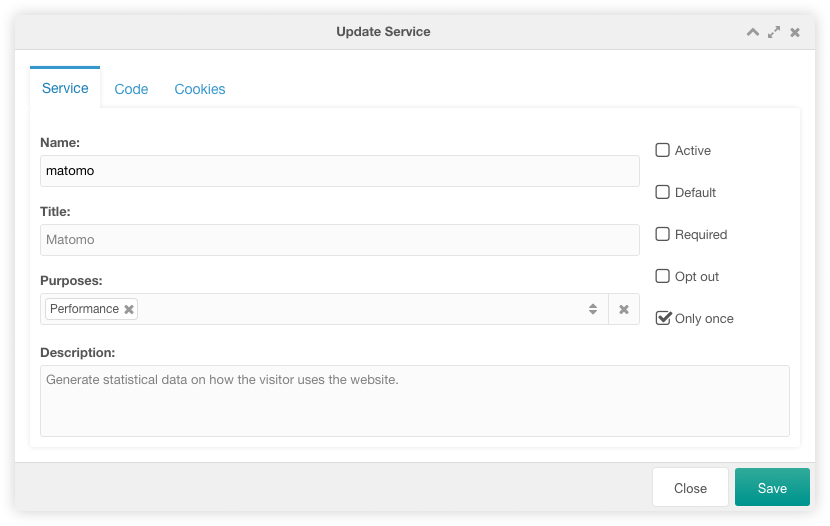 Update Service
Service Code Cookies
Name:
matomo
Active
Default
Title:
Matomo
Required
Purposes:
Performance
Opt out
Only once
Description:
Generate statistical data on how the visitor uses the website.
Close Save